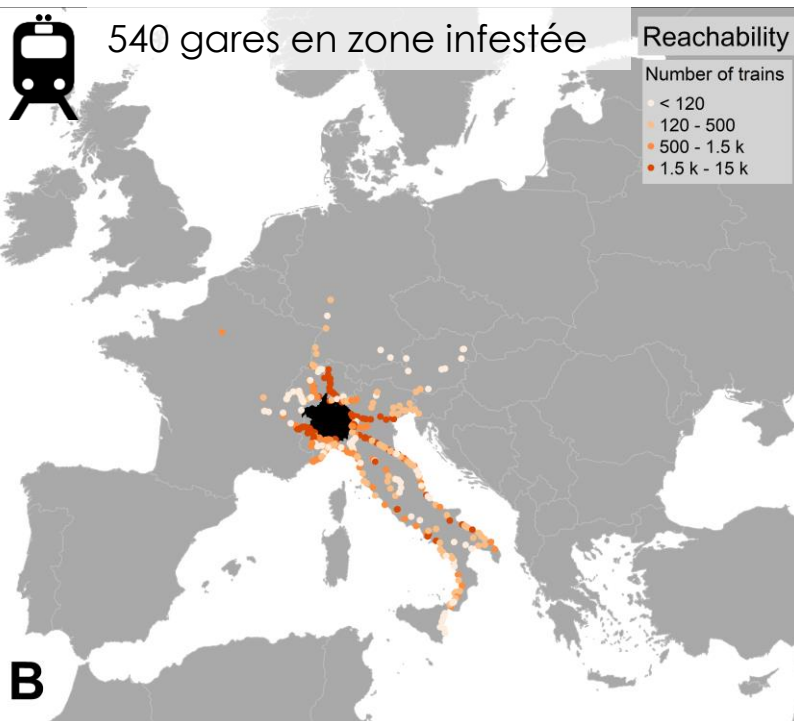 540 gares en zone infestée
Reachability
Number of trains
< 120
120 - 500
500 - 1.5 k
1.5 k - 15 k
B